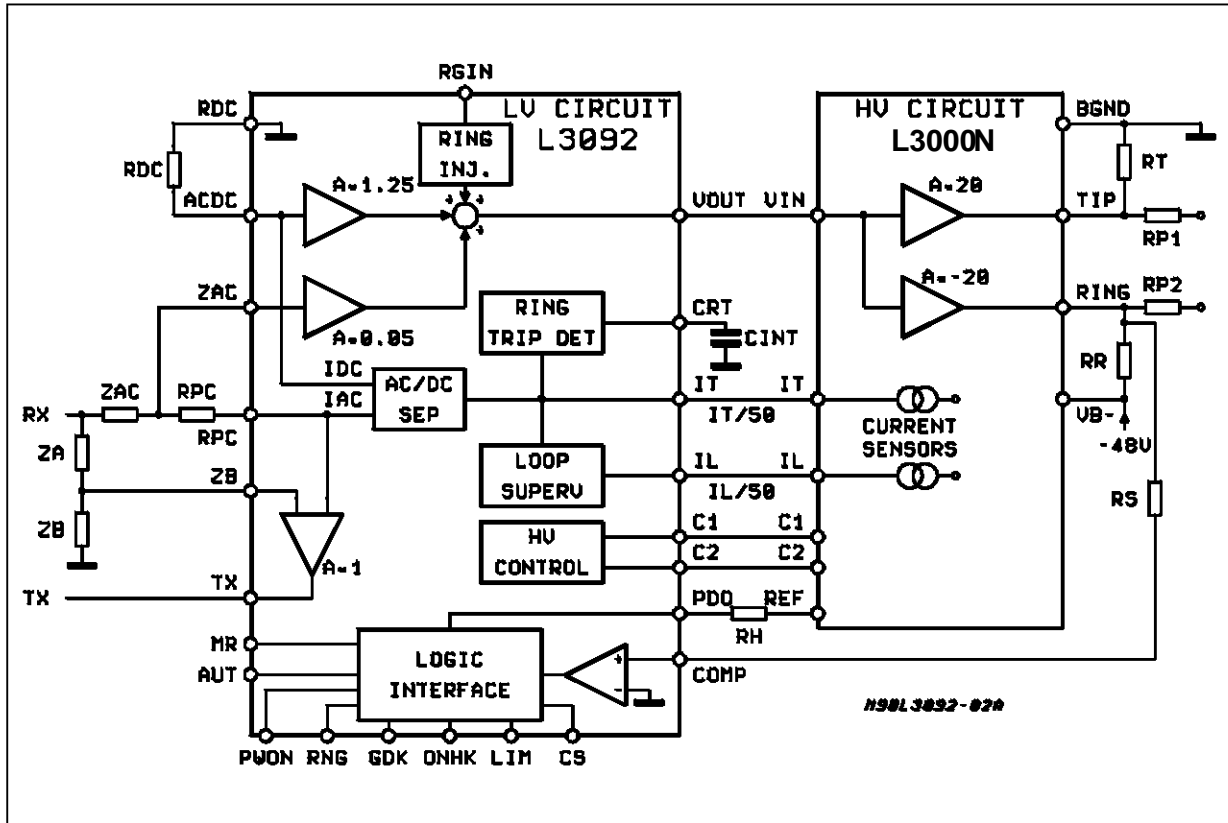 RGIN
RDC
LV CIRCUIT
L3092
HV CIRCUIT
L3000N
BGND
RDC
RING
INJ.
RT
ACDC
A=1.25
+
+
+
VOUT
VIN
A=20
TIP
RP1
ZAC
A=0.05
RING
TRIP DET
CRT
CINT
A=-20
RING
RP2
RR
RX
ZAC
RPC
RPC
IDC
IAC
AC/DC
SEP
IT
IT
IT/50
CURRENT
SENSORS
VB-
-48V
ZA
ZB
ZB
LOOP
SUPERV
IL
IL
IL/50
RS
HV
CONTROL
C1
C1
C2
C2
A=1
TX
TX
PDO
REF
RH
MR
AUT
LOGIC
INTERFACE
+
-
COMP
M90L3092-02A
PWON
RNG
GDK
ONHK
LIM
CS